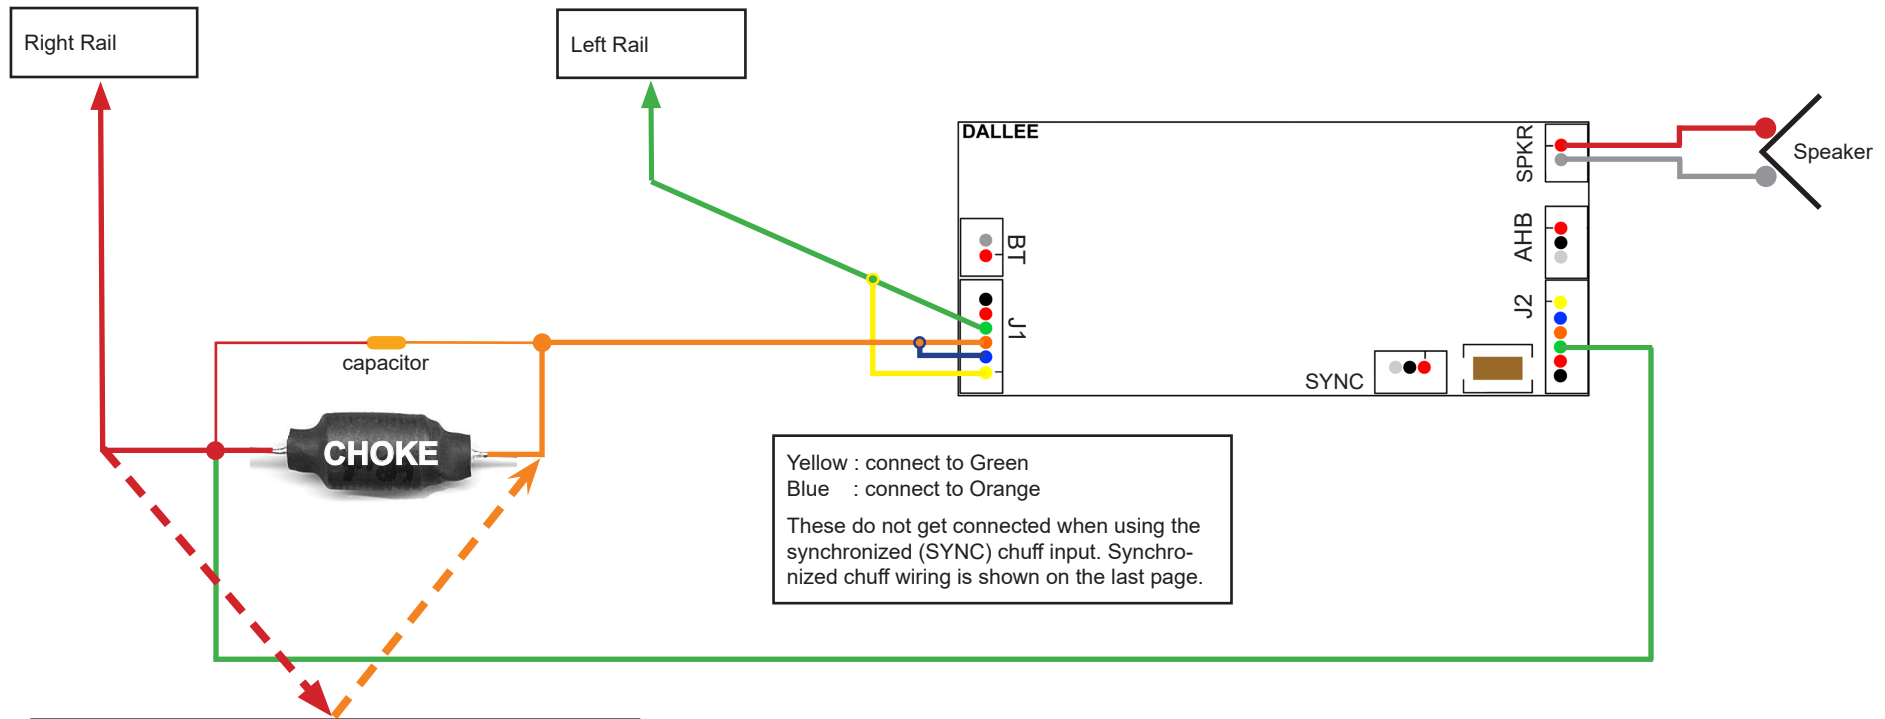 Right Rail
Left Rail
DALLEE
SPKR
Speaker
AHB
BT
J2
J1
capacitor
SYNC
CHOKE
Yellow : connect to Green
Blue : connect to Orange
These do not get connected when using the
synchronized (SYNC) chuff input. Synchro-
nized chuff wiring is shown on the last page.